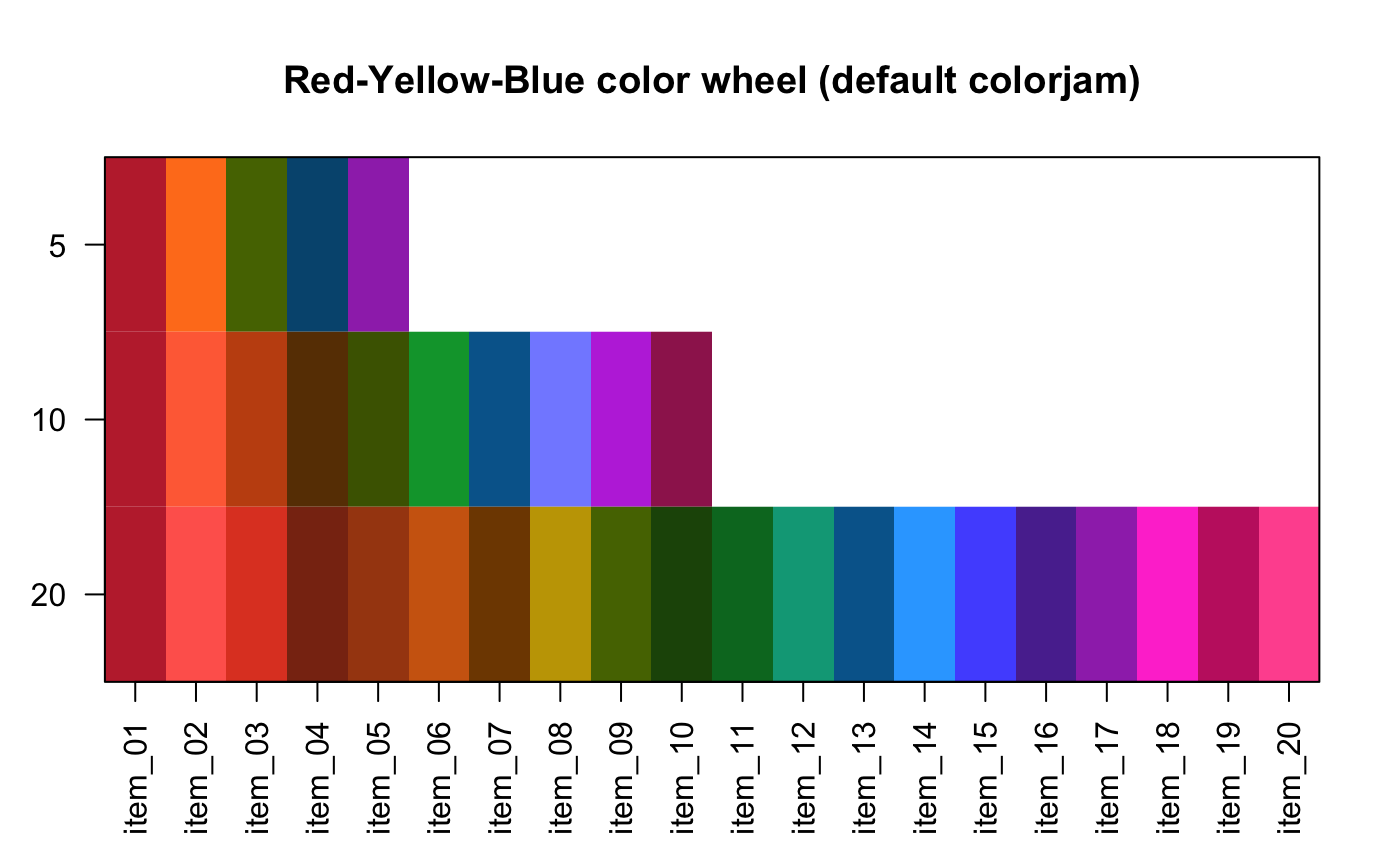 Red-Yellow-Blue color wheel (default colorjam)
5
10
20
item_01
item_02
item_03
item_04
item_05
item_06
item_07
item_08
item_09
item_10
item_11
item_12
item_13
item_14
item_15
item_16
item_17
item_18
item_19
item_20